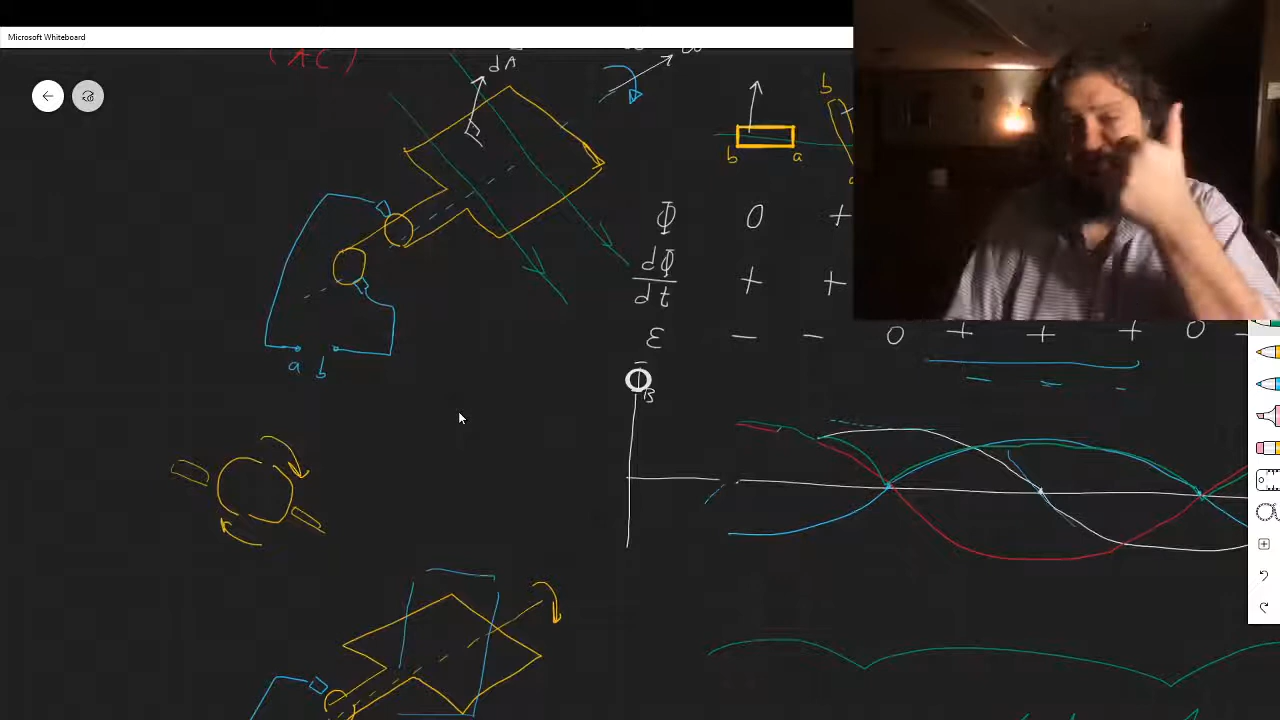 Microsoft Whiteboard
(AC)
dA
b
b a
Φ 0 +
dΦ/dt + +
ε − − 0 + + + 0 −
a b
Φ
B